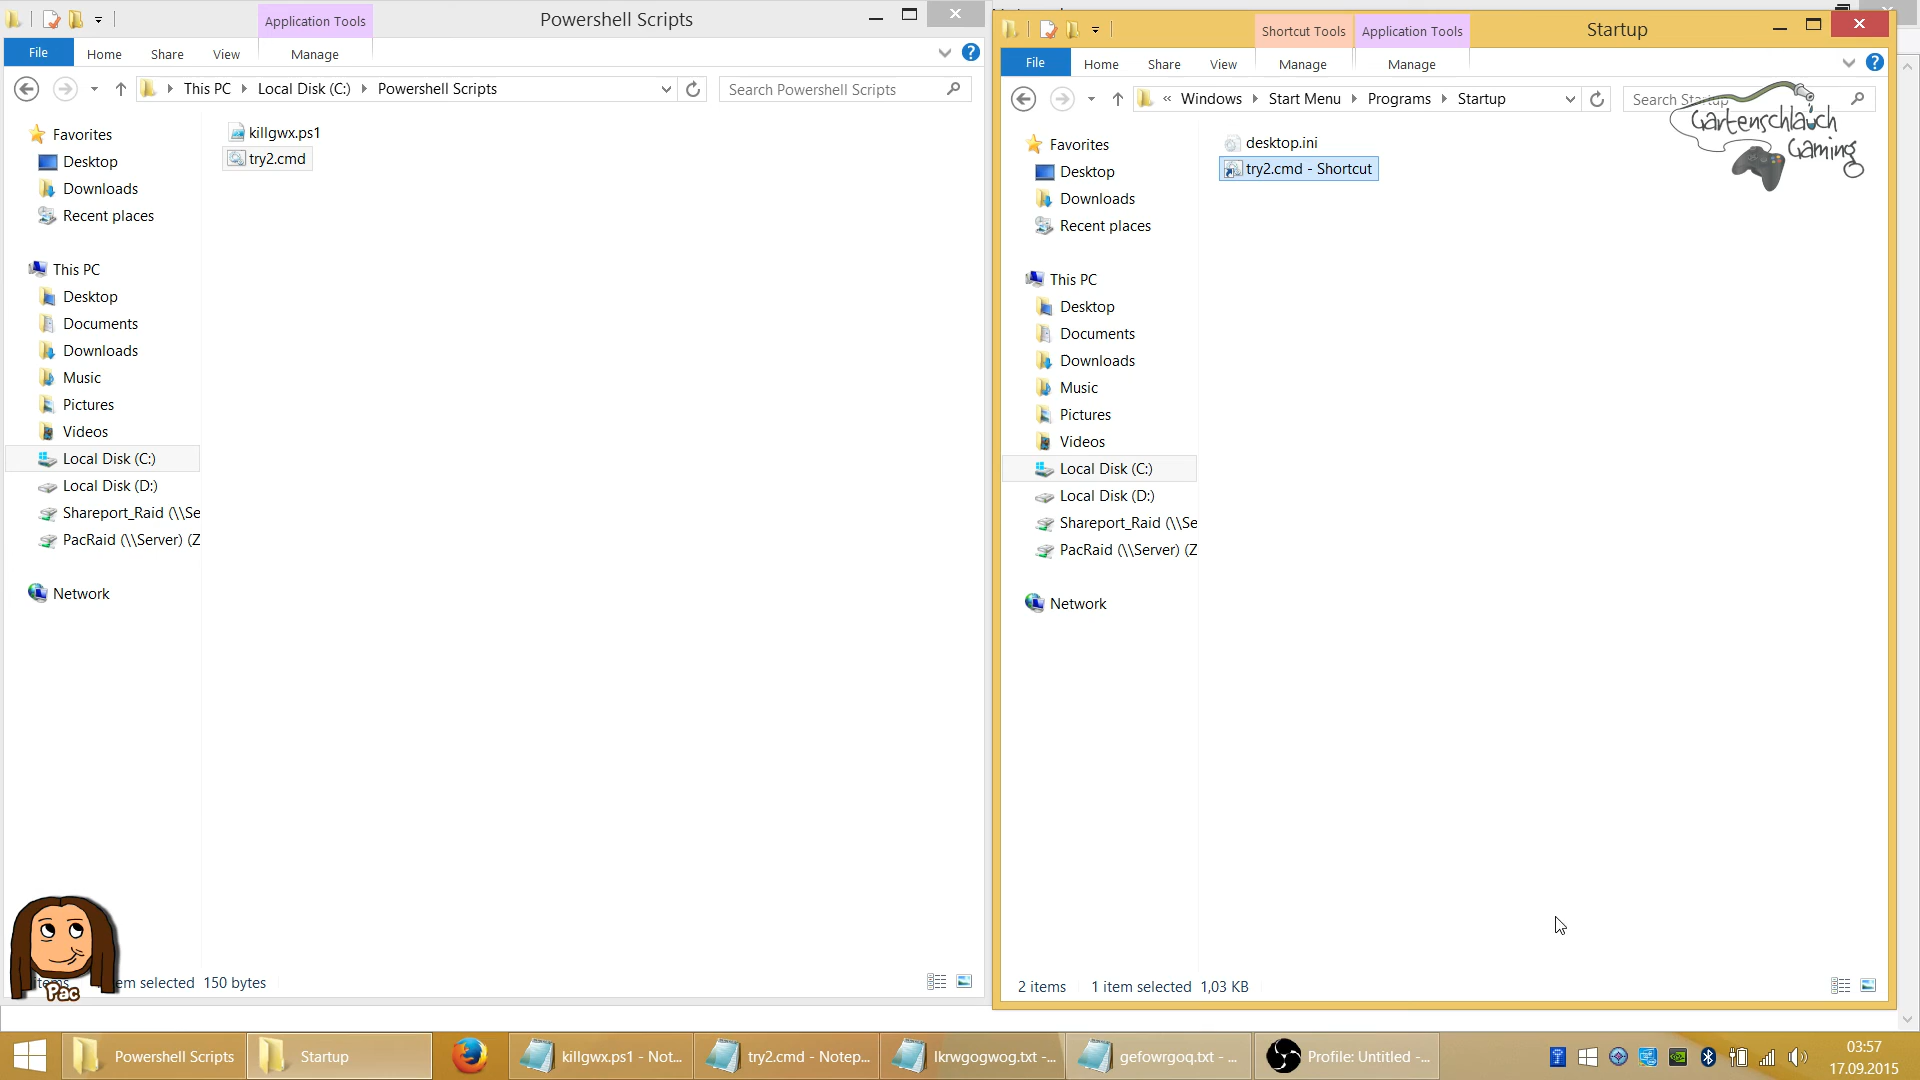 Application Tools
Powershell Scripts
File
Home
Share
View
Manage
This PC
Local Disk (C:)
Powershell Scripts
Search Powershell Scripts
Favorites
Desktop
Downloads
Recent places
This PC
Desktop
Documents
Downloads
Music
Pictures
Videos
Local Disk (C:)
Local Disk (D:)
Shareport_Raid (\\Se
PacRaid (\\Server) (Z
Network
killgwx.ps1
try2.cmd
selected 150 bytes
Pac
Shortcut Tools
Application Tools
Startup
File
Home
Share
View
Manage
Manage
« Windows
Start Menu
Programs
Startup
Search Startup
Gartenschlauch
Gaming
Favorites
Desktop
Downloads
Recent places
This PC
Desktop
Documents
Downloads
Music
Pictures
Videos
Local Disk (C:)
Local Disk (D:)
Shareport_Raid (\\Se
PacRaid (\\Server) (Z
Network
desktop.ini
try2.cmd - Shortcut
2 items
1 item selected 1,03 KB
Powershell Scripts
Startup
killgwx.ps1 - Not...
try2.cmd - Notep...
lkrwgogwog.txt -...
gefowrgoq.txt - ...
Profile: Untitled -...
03:57
17.09.2015